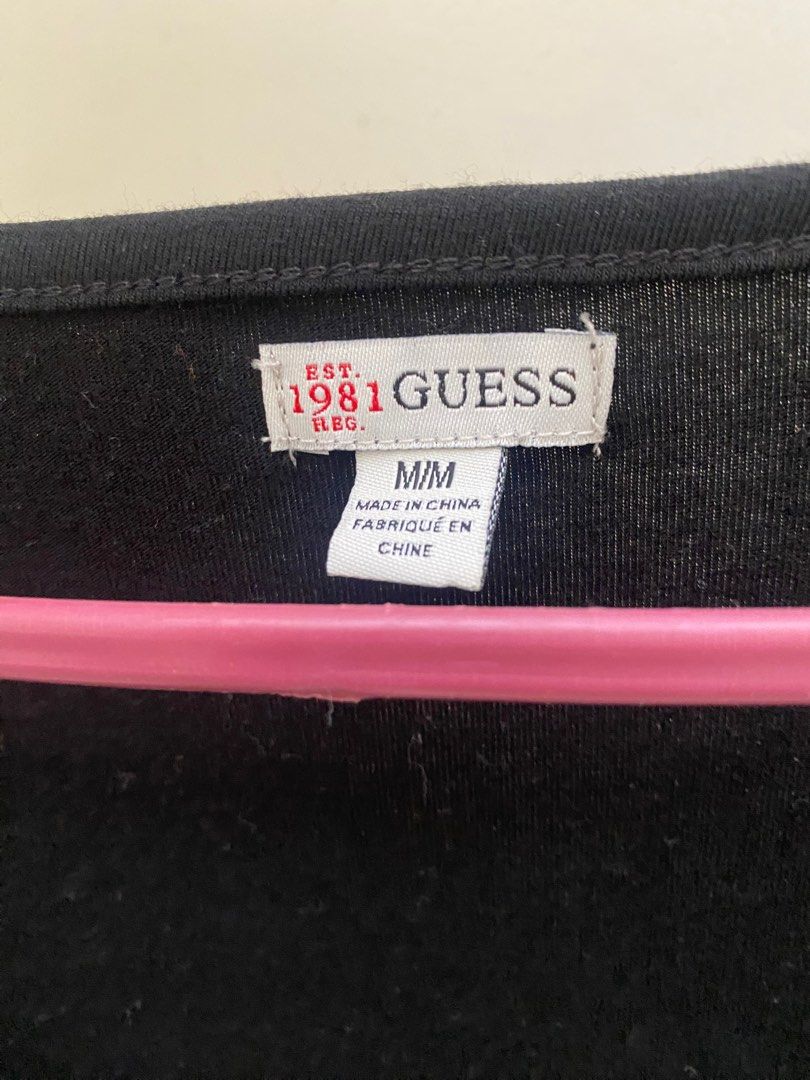 EST.
1981 GUESS
REG.
M/M
MADE IN CHINA
FABRIQUÉ EN
CHINE